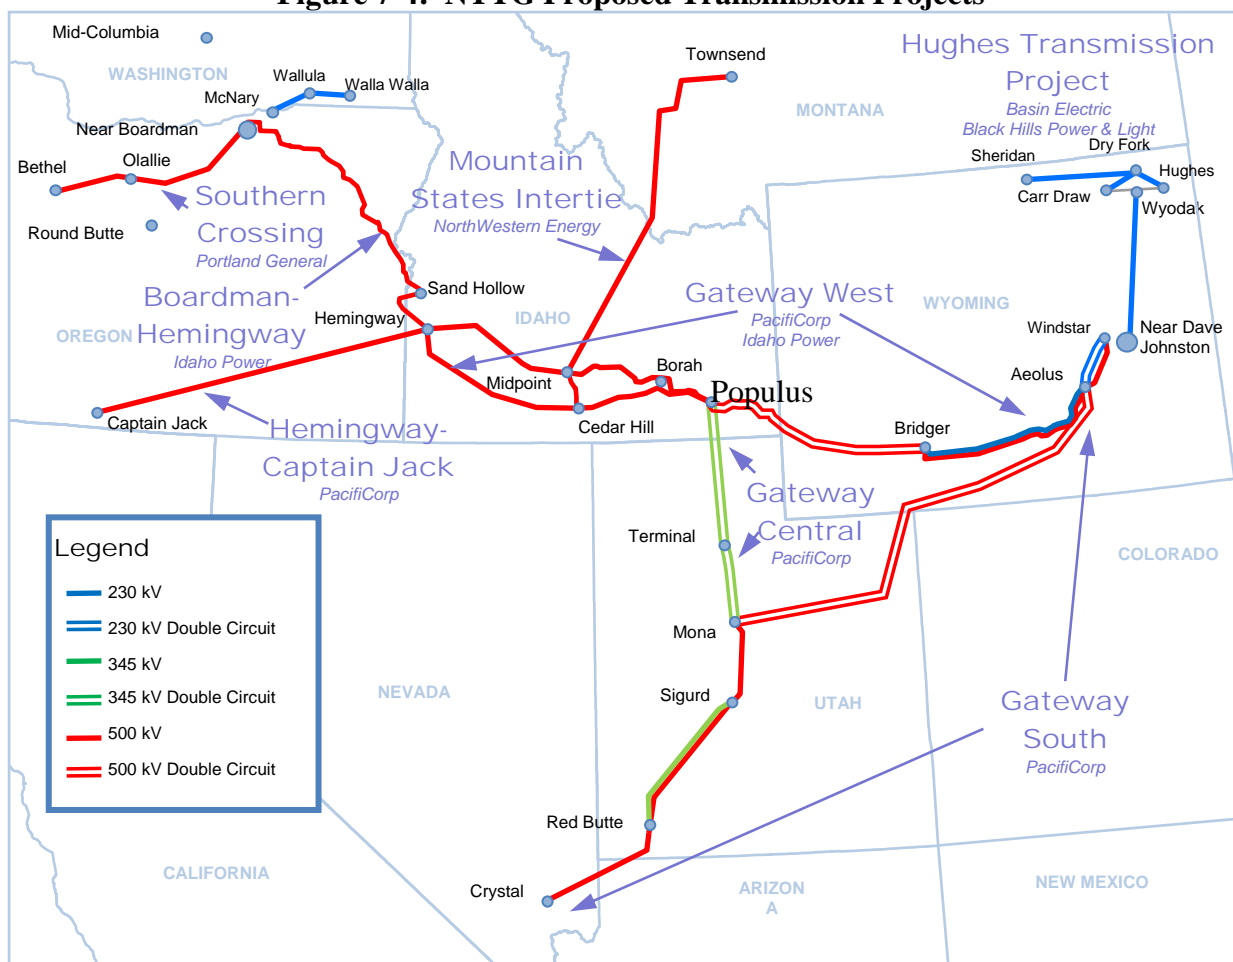 Figure 7-4: NTTG Proposed Transmission Projects
Mid-Columbia
WASHINGTON
Wallula
Walla Walla
McNary
Near Boardman
Bethel
Olallie
Round Butte
Southern
Crossing
Portland General
Boardman-
Hemingway
Idaho Power
OREGON
Captain Jack
Hemingway-
Captain Jack
PacifiCorp
Townsend
MONTANA
Mountain
States Intertie
NorthWestern Energy
Hughes Transmission
Project
Basin Electric
Black Hills Power & Light
Dry Fork
Sheridan
Hughes
Carr Draw
Wyodak
Sand Hollow
Hemingway
IDAHO
Gateway West
PacifiCorp
Idaho Power
WYOMING
Windstar
Near Dave
Johnston
Aeolus
Midpoint
Borah
Populus
Cedar Hill
Bridger
Gateway
Central
PacifiCorp
Terminal
COLORADO
Mona
NEVADA
Sigurd
UTAH
Gateway
South
PacifiCorp
Red Butte
CALIFORNIA
Crystal
ARIZON
A
NEW MEXICO
Legend
230 kV
230 kV Double Circuit
345 kV
345 kV Double Circuit
500 kV
500 kV Double Circuit